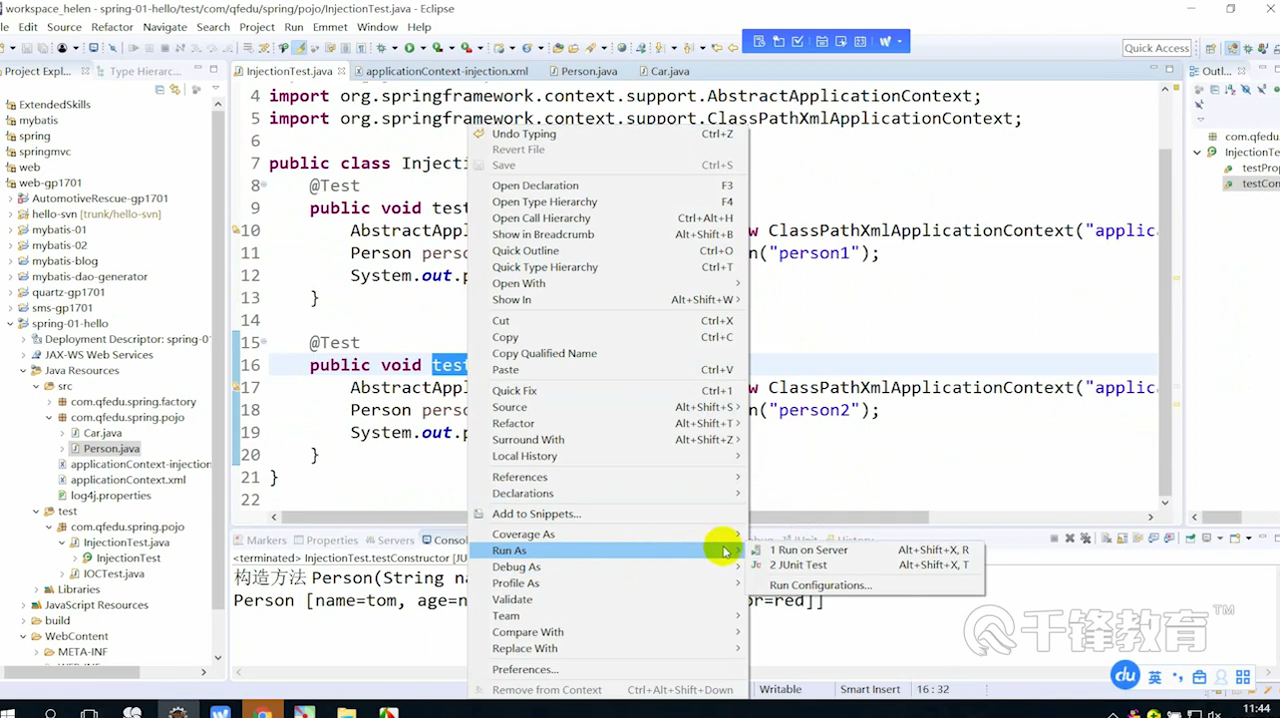 workspace_helen - spring-01-hello/test/com/qfedu/spring/pojo/InjectionTest.java - Eclipse
Edit Source Refactor Navigate Search Project Run Emmet Window Help
Quick Access
Project Expl... Type Hierarc...
InjectionTest.java applicationContext-injection.xml Person.java Car.java
Outl...
ExtendedSkills
mybatis
spring
springmvc
web
web-gp1701
AutomotiveRescue-gp1701
hello-svn [trunk/hello-svn]
mybatis-01
mybatis-02
mybatis-blog
mybatis-dao-generator
quartz-gp1701
sms-gp1701
spring-01-hello
Deployment Descriptor: spring-01
JAX-WS Web Services
Java Resources
src
com.qfedu.spring.factory
com.qfedu.spring.pojo
Car.java
Person.java
applicationContext-injection
applicationContext.xml
log4j.properties
test
com.qfedu.spring.pojo
InjectionTest.java
InjectionTest
IOCTest.java
Libraries
JavaScript Resources
build
WebContent
META-INF
4 import org.springframework.context.support.AbstractApplicationContext;
5 import org.springframework.context.support.ClassPathXmlApplicationContext;
6
7 public class Injecti
8 @Test
9 public void test
10 AbstractAppl w ClassPathXmlApplicationContext("applic
11 Person perso n("person1");
12 System.out.p
13 }
14
15 @Test
16 public void test
17 AbstractAppl w ClassPathXmlApplicationContext("applic
18 Person perso n("person2");
19 System.out.p
20 }
21 }
22
Undo Typing Ctrl+Z
Revert File
Save Ctrl+S
Open Declaration F3
Open Type Hierarchy F4
Open Call Hierarchy Ctrl+Alt+H
Show in Breadcrumb Alt+Shift+B
Quick Outline Ctrl+O
Quick Type Hierarchy Ctrl+T
Open With
Show In Alt+Shift+W
Cut Ctrl+X
Copy Ctrl+C
Copy Qualified Name
Paste Ctrl+V
Quick Fix Ctrl+1
Source Alt+Shift+S
Refactor Alt+Shift+T
Surround With Alt+Shift+Z
Local History
References
Declarations
Add to Snippets...
Coverage As
Run As
Debug As
Profile As
Validate
Team
Compare With
Replace With
Preferences...
Remove from Context Ctrl+Alt+Shift+Down
1 Run on Server Alt+Shift+X, R
2 JUnit Test Alt+Shift+X, T
Run Configurations...
com.qfedu.
InjectionTe
testProp
testCon
Markers Properties Servers Conso
<terminated> InjectionTest.testConstructor [JU
构造方法 Person(String na
Person [name=tom, age=n or=red]]
千锋教育 TM
du 英
Writable Smart Insert 16 : 32
11:44